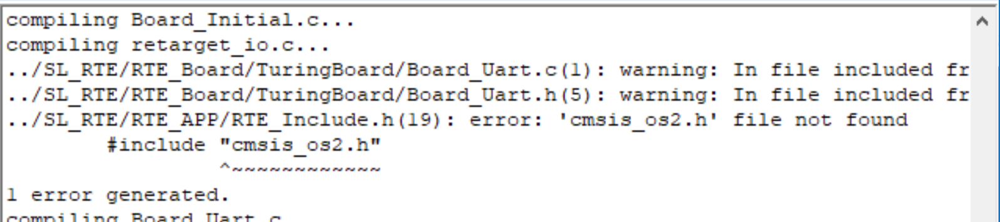 compiling Board_Initial.c...
compiling retarget_io.c...
../SL_RTE/RTE_Board/TuringBoard/Board_Uart.c(1): warning: In file included fr
../SL_RTE/RTE_Board/TuringBoard/Board_Uart.h(5): warning: In file included fr
../SL_RTE/RTE_APP/RTE_Include.h(19): error: 'cmsis_os2.h' file not found
#include "cmsis_os2.h"
^~~~~~~~~~~~~
1 error generated.
compiling Board_Uart.c